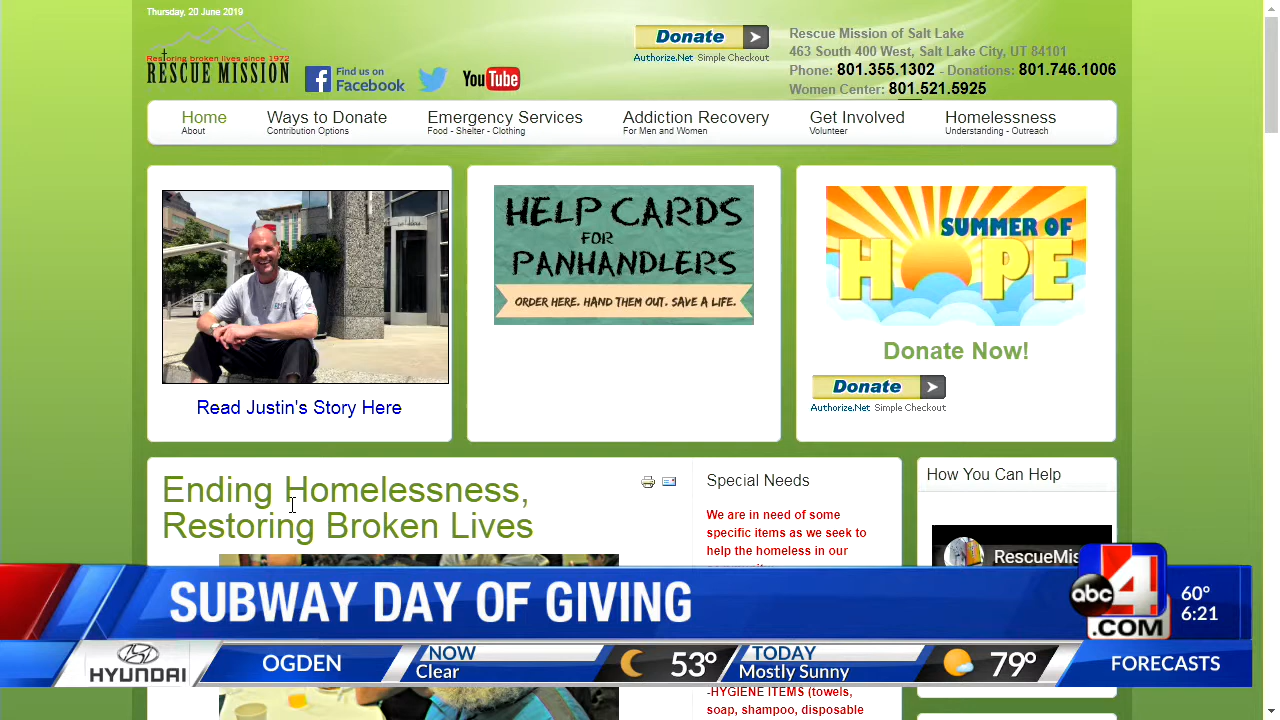 Thursday, 20 June 2019
Restoring broken lives since 1972
RESCUE MISSION
Find us on
Facebook
YouTube
Donate
Authorize.Net Simple Checkout
Rescue Mission of Salt Lake
463 South 400 West, Salt Lake City, UT 84101
Phone: 801.355.1302 - Donations: 801.746.1006
Women Center: 801.521.5925
Home
About
Ways to Donate
Contribution Options
Emergency Services
Food - Shelter - Clothing
Addiction Recovery
For Men and Women
Get Involved
Volunteer
Homelessness
Understanding - Outreach
Read Justin's Story Here
HELP CARDS
FOR
PANHANDLERS
ORDER HERE. HAND THEM OUT. SAVE A LIFE.
SUMMER OF
HOPE
Donate Now!
Donate
Authorize.Net Simple Checkout
Ending Homelessness,
Restoring Broken Lives
Special Needs
We are in need of some
specific items as we seek to
help the homeless in our
-HYGIENE ITEMS (towels,
soap, shampoo, disposable
How You Can Help
RescueMis
SUBWAY DAY OF GIVING
abc
4
.COM
60°
6:21
HYUNDAI
OGDEN
NOW
Clear
53°
TODAY
Mostly Sunny
79°
FORECASTS